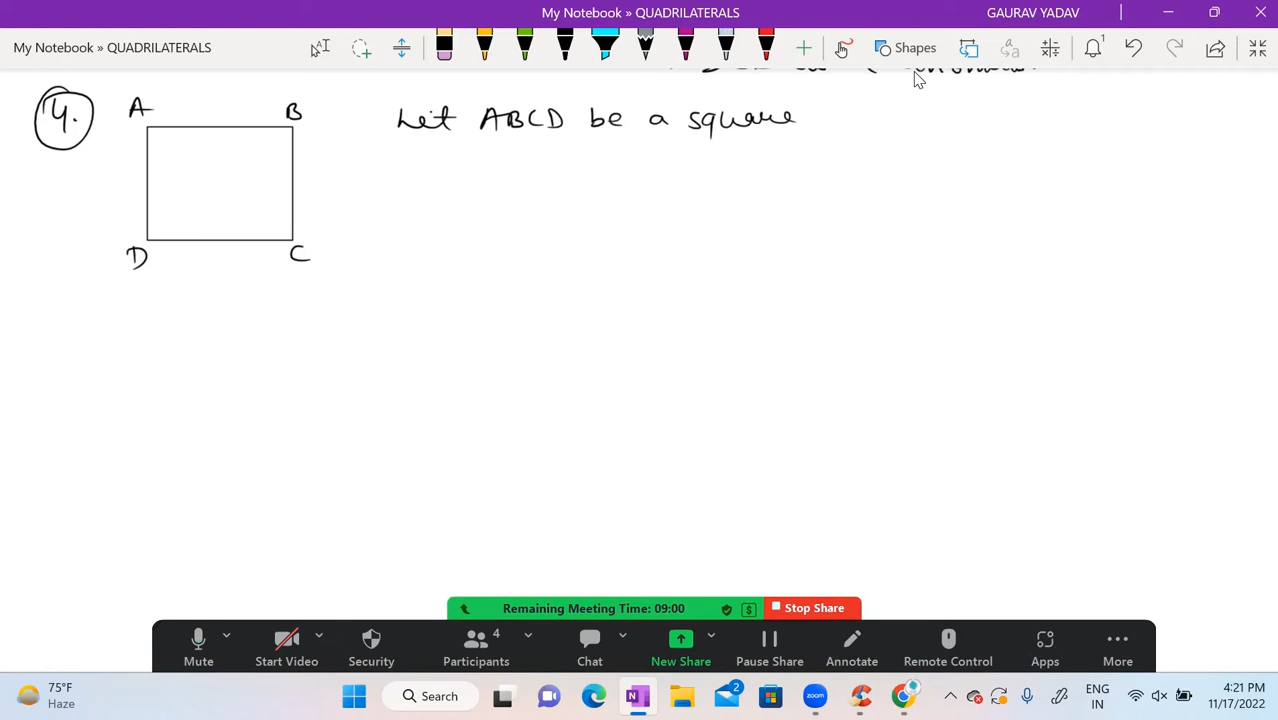 My Notebook » QUADRILATERALS
GAURAV YADAV
My Notebook » QUADRILATERALS
Shapes
4.
A
B
Let ABCD be a square
D
C
Remaining Meeting Time: 09:00
Stop Share
4
Mute
Start Video
Security
Participants
Chat
New Share
Pause Share
Annotate
Remote Control
Apps
More
75°F
Haze
Search
zoom
2
ENG
IN
4:21 PM
11/17/2022